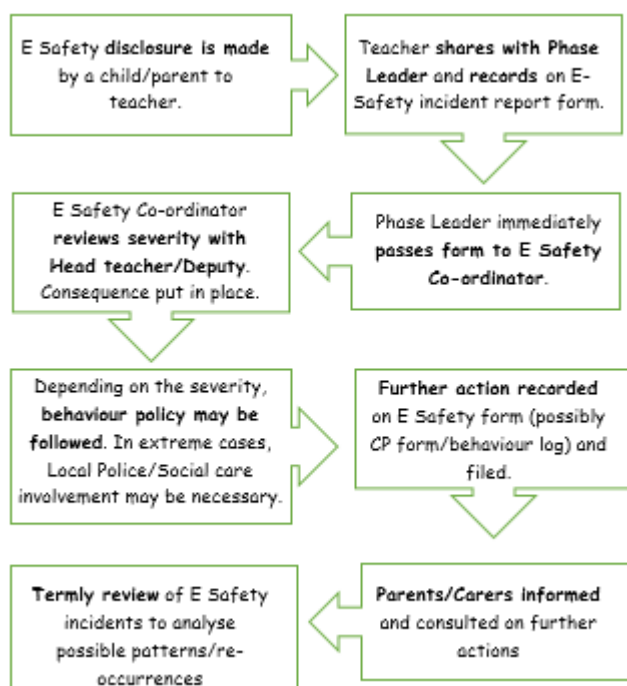 E Safety disclosure is made
by a child/parent to
teacher.
Teacher shares with Phase
Leader and records on E-
Safety incident report form.
Phase Leader immediately
passes form to E Safety
Co-ordinator.
E Safety Co-ordinator
reviews severity with
Head teacher/Deputy.
Consequence put in place.
Depending on the severity,
behaviour policy may be
followed. In extreme cases,
Local Police/Social care
involvement may be necessary.
Further action recorded
on E Safety form (possibly
CP form/behaviour log) and
filed.
Parents/Carers informed
and consulted on further
actions
Termly review of E Safety
incidents to analyse
possible patterns/re-
occurrences